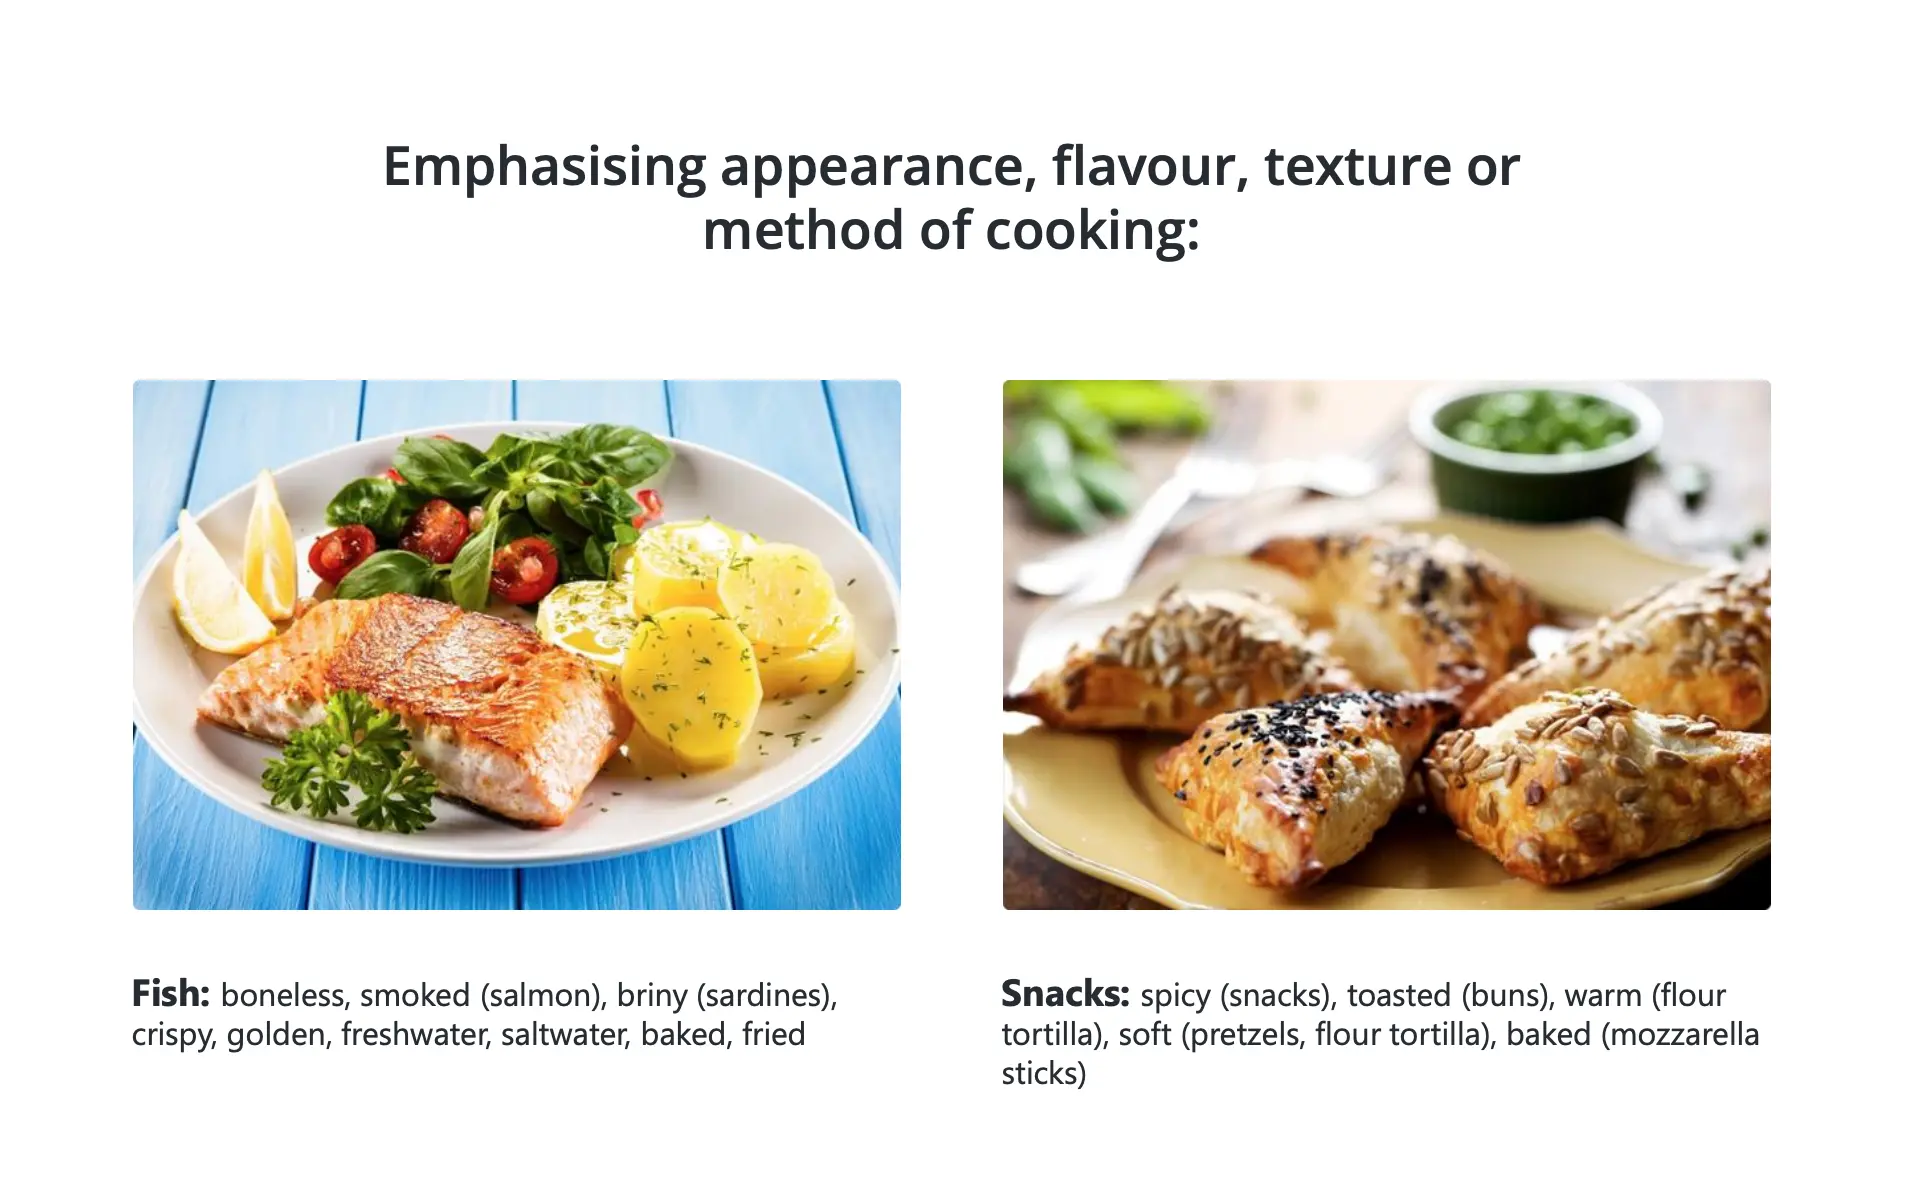 Emphasising appearance, flavour, texture or
method of cooking:
Fish: boneless, smoked (salmon), briny (sardines),
crispy, golden, freshwater, saltwater, baked, fried
Snacks: spicy (snacks), toasted (buns), warm (flour
tortilla), soft (pretzels, flour tortilla), baked (mozzarella
sticks)